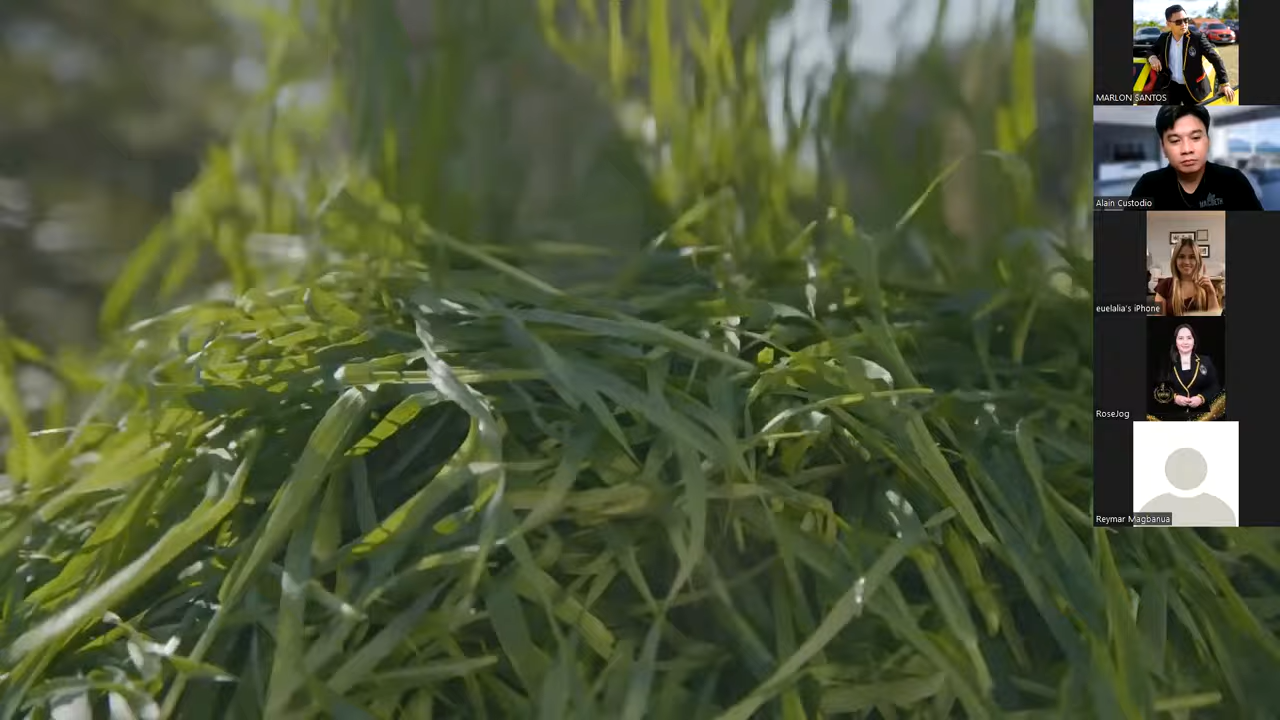 MARLON SANTOS
Alain Custodio
euelalia's iPhone
RoseJog
Reymar Magbanua